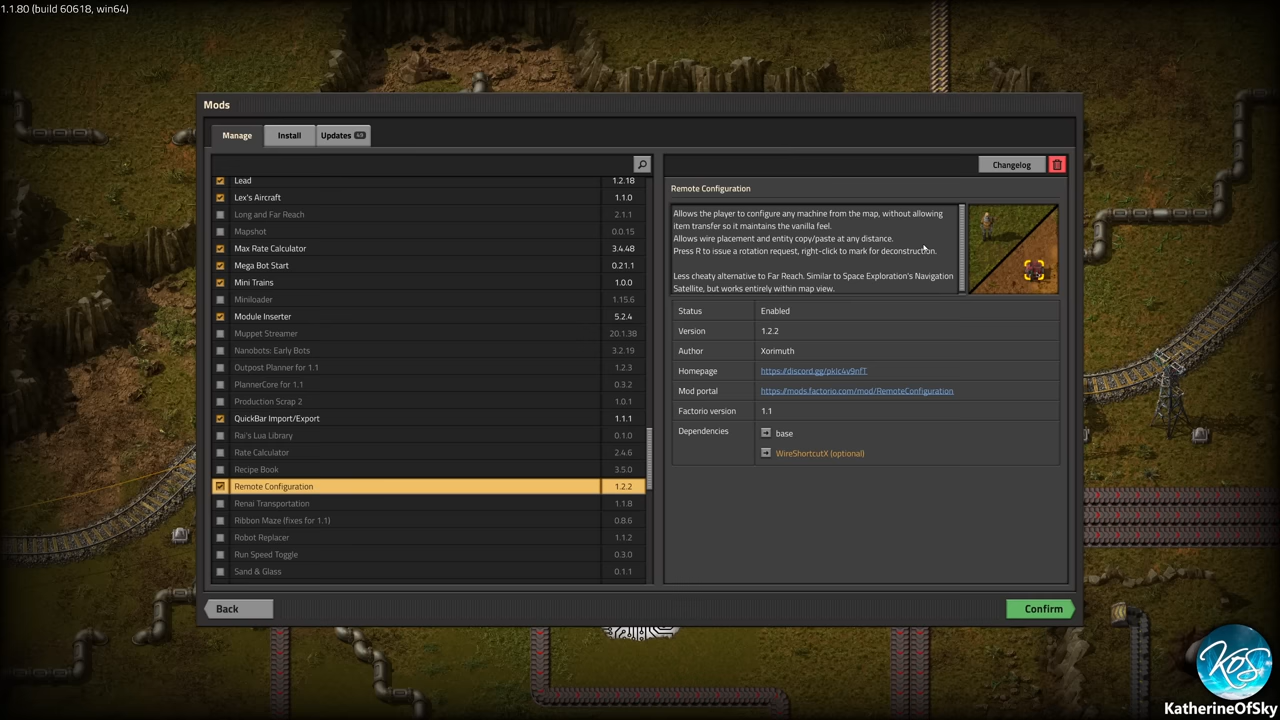 1.1.80 (build 60618, win64)
Mods
Manage
Install
Updates 49
Changelog
Lead 1.2.18
Lex's Aircraft 1.1.0
Long and Far Reach 2.1.1
Mapshot 0.0.15
Max Rate Calculator 3.4.48
Mega Bot Start 0.21.1
Mini Trains 1.0.0
Miniloader 1.15.6
Module Inserter 5.2.4
Muppet Streamer 20.1.38
Nanobots: Early Bots 3.2.19
Outpost Planner for 1.1 1.2.3
PlannerCore for 1.1 0.3.2
Production Scrap 2 1.0.1
QuickBar Import/Export 1.1.1
Rai's Lua Library 0.1.0
Rate Calculator 2.4.6
Recipe Book 3.5.0
Remote Configuration 1.2.2
Renai Transportation 1.1.8
Ribbon Maze (fixes for 1.1) 0.8.6
Robot Replacer 1.1.2
Run Speed Toggle 0.3.0
Sand & Glass 0.1.1
Remote Configuration
Allows the player to configure any machine from the map, without allowing
item transfer so it maintains the vanilla feel.
Allows wire placement and entity copy/paste at any distance.
Press R to issue a rotation request, right-click to mark for deconstruction.
Less cheaty alternative to Far Reach. Similar to Space Exploration's Navigation
Satellite, but works entirely within map view.
Status Enabled
Version 1.2.2
Author Xorimuth
Homepage
Mod portal https://mods.factorio.com/mod/RemoteConfiguration
Factorio version 1.1
Dependencies base
WireShortcutX (optional)
Back
Confirm
KOS
KatherineOfSky